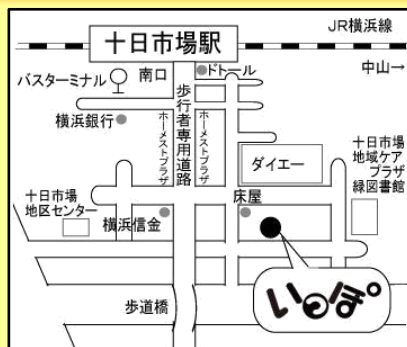 JR横浜線
十日市場駅
中山→
バスターミナル
南口
ドトール
横浜銀行
歩行者専用道路
ホーメストプラザ
ホーメストプラザ
ダイエー
十日市場
地域ケア
プラザ
緑図書館
十日市場
地区センター
横浜信金
床屋
いっぽ。
歩道橋